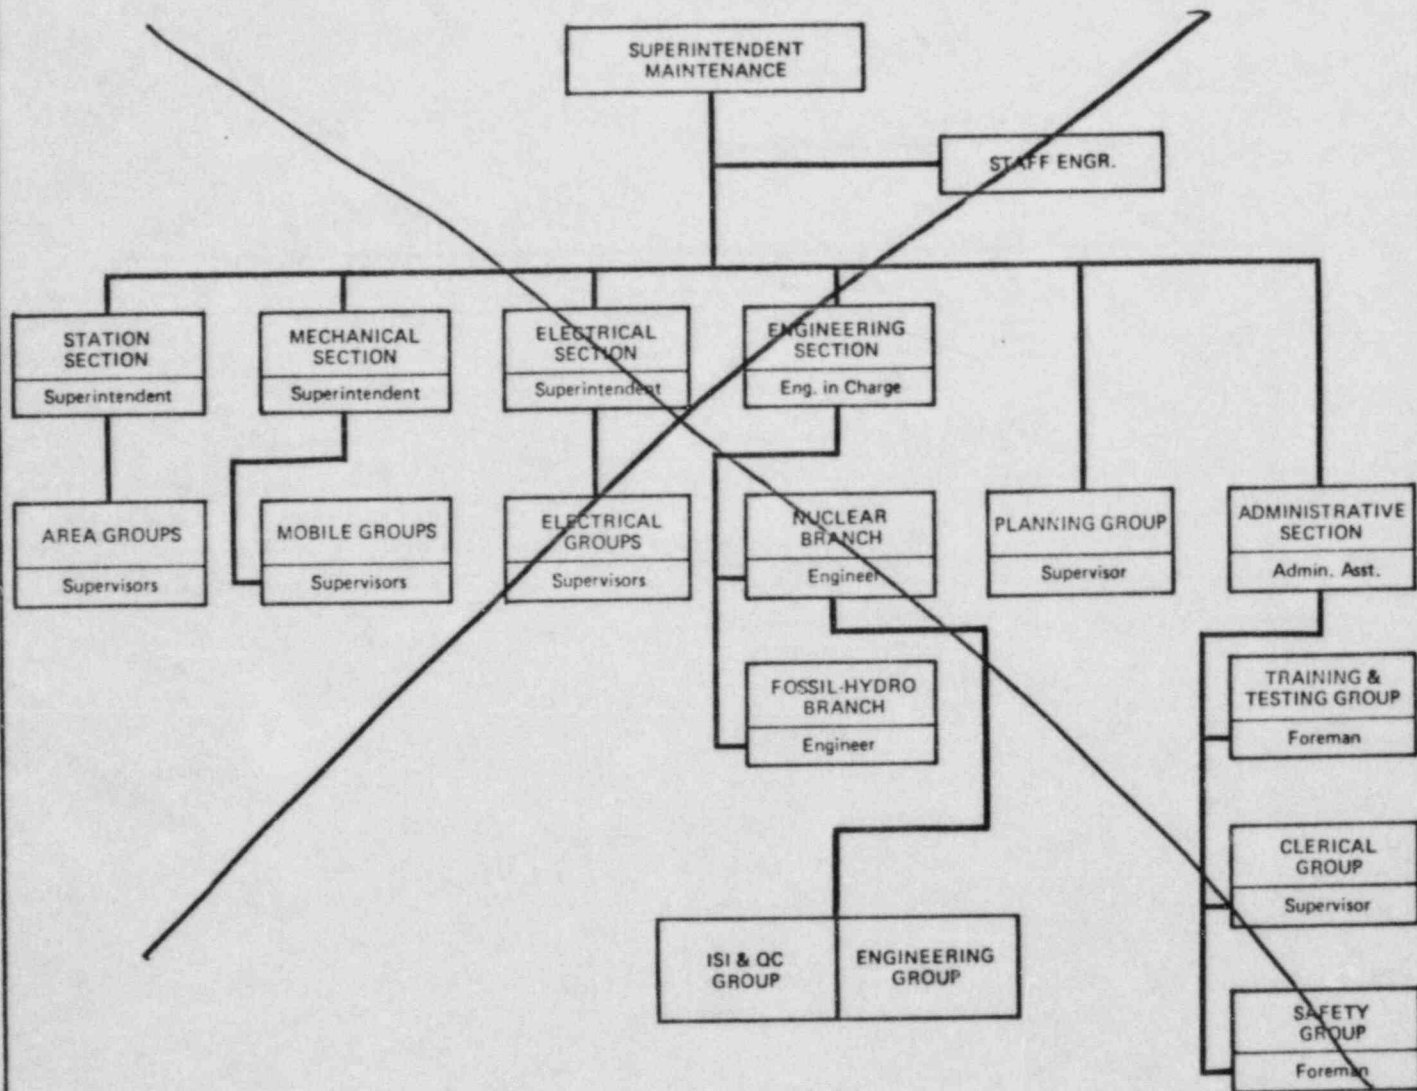 SUPERINTENDENT
MAINTENANCE
STAFF ENGR.
STATION
SECTION
Superintendent
MECHANICAL
SECTION
Superintendent
ELECTRICAL
SECTION
Superintendent
ENGINEERING
SECTION
Eng. in Charge
AREA GROUPS
Supervisors
MOBILE GROUPS
Supervisors
ELECTRICAL
GROUPS
Supervisors
NUCLEAR
BRANCH
Engineer
PLANNING GROUP
Supervisor
ADMINISTRATIVE
SECTION
Admin. Asst.
FOSSIL-HYDRO
BRANCH
Engineer
TRAINING &
TESTING GROUP
Foreman
CLERICAL
GROUP
Supervisor
ISI & QC
GROUP
ENGINEERING
GROUP
SAFETY
GROUP
Foreman